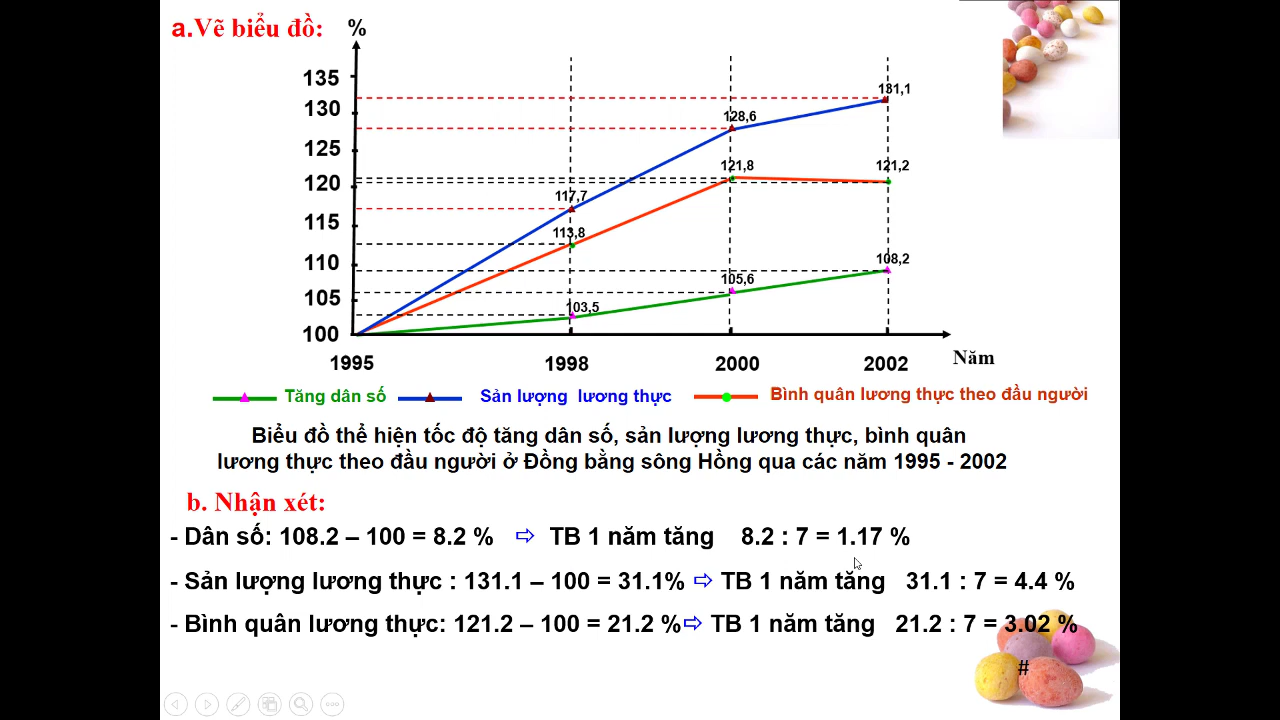 a.Vẽ biểu đồ:
%
135
130
125
120
115
110
105
100
131,1
128,6
121,8
121,2
117,7
113,8
108,2
105,6
103,5
1995 1998 2000 2002 Năm
Tăng dân số Sản lượng lương thực Bình quân lương thực theo đầu người
Biểu đồ thể hiện tốc độ tăng dân số, sản lượng lương thực, bình quân
lương thực theo đầu người ở Đồng bằng sông Hồng qua các năm 1995 - 2002
b. Nhận xét:
- Dân số: 108.2 – 100 = 8.2 % ⇨ TB 1 năm tăng 8.2 : 7 = 1.17 %
- Sản lượng lương thực : 131.1 – 100 = 31.1% ⇨ TB 1 năm tăng 31.1 : 7 = 4.4 %
- Bình quân lương thực: 121.2 – 100 = 21.2 % ⇨ TB 1 năm tăng 21.2 : 7 = 3.02 %
#